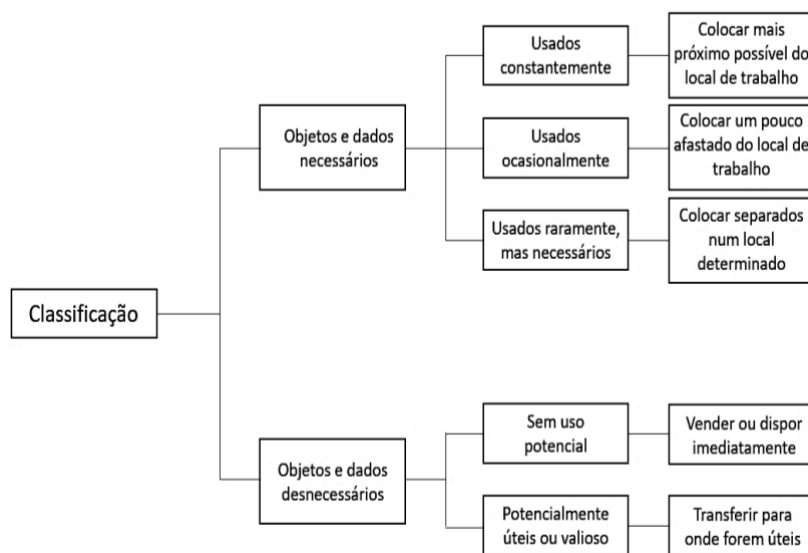 Classificação
Objetos e dados
necessários
Usados
constantemente
Colocar mais
próximo possível do
local de trabalho
Usados
ocasionalmente
Colocar um pouco
afastado do local de
trabalho
Usados raramente,
mas necessários
Colocar separados
num local
determinado
Objetos e dados
desnecessários
Sem uso
potencial
Vender ou dispor
imediatamente
Potencialmente
úteis ou valioso
Transferir para
onde forem úteis